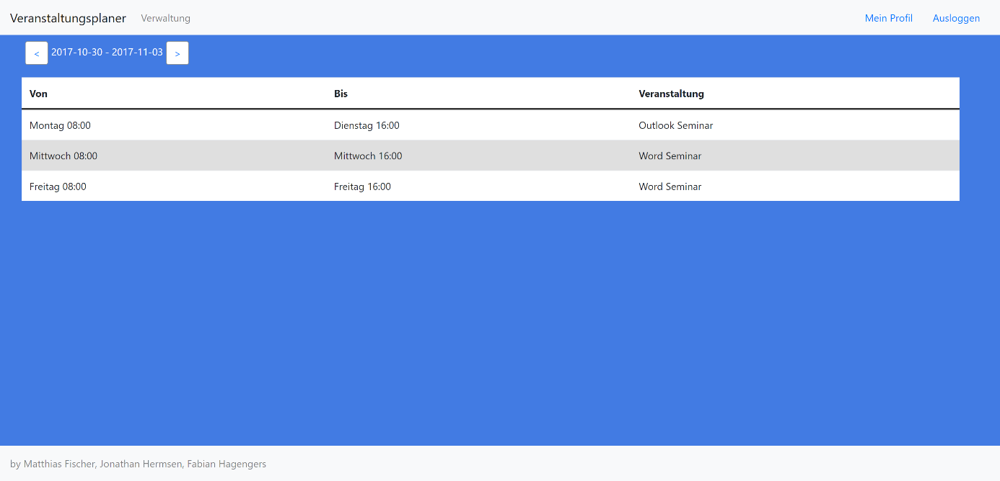 Veranstaltungsplaner Verwaltung Mein Profil Ausloggen
< 2017-10-30 - 2017-11-03 >
Von Bis Veranstaltung
Montag 08:00 Dienstag 16:00 Outlook Seminar
Mittwoch 08:00 Mittwoch 16:00 Word Seminar
Freitag 08:00 Freitag 16:00 Word Seminar
by Matthias Fischer, Jonathan Hermsen, Fabian Hagengers